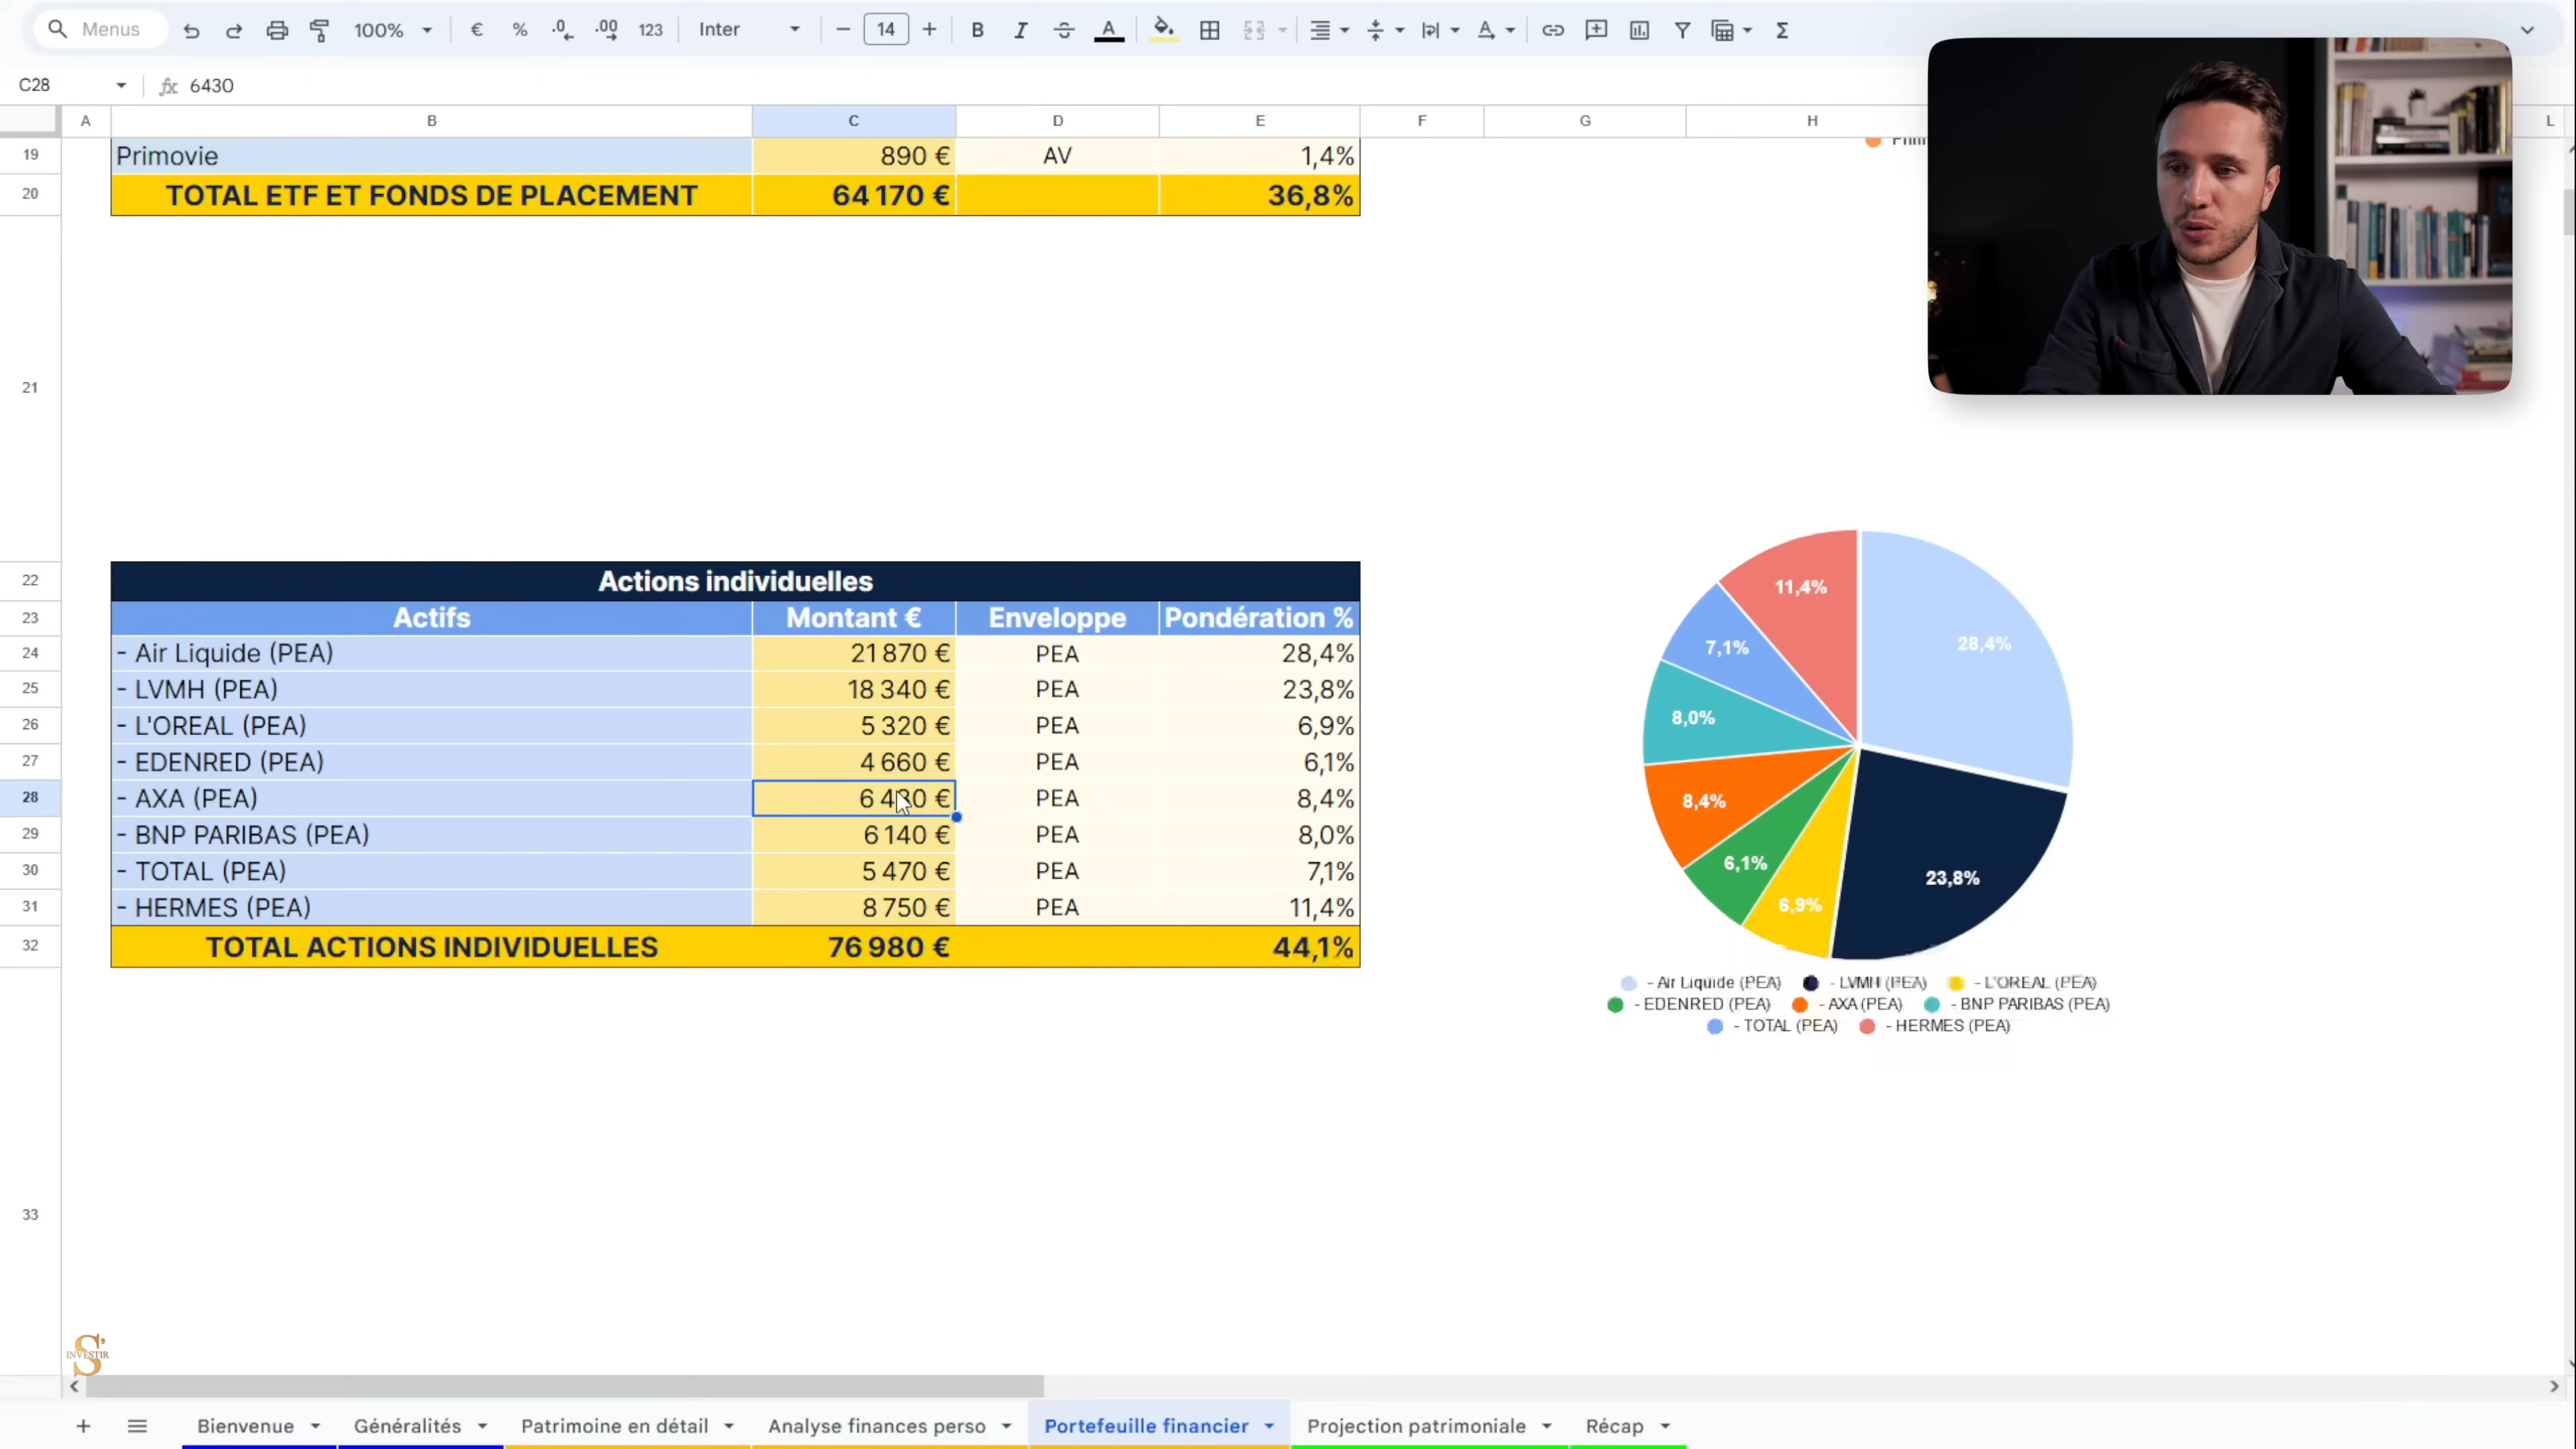 Menus 100% € % .0 .00 123 Inter 14 B I A A Σ
C28 fx 6430
A B C D E F G H L
19 Primovie 890 € AV 1,4%
20 TOTAL ETF ET FONDS DE PLACEMENT 64 170 € 36,8%
21
22 Actions individuelles
23 Actifs Montant € Enveloppe Pondération %
24 - Air Liquide (PEA) 21 870 € PEA 28,4%
25 - LVMH (PEA) 18 340 € PEA 23,8%
26 - L'OREAL (PEA) 5 320 € PEA 6,9%
27 - EDENRED (PEA) 4 660 € PEA 6,1%
28 - AXA (PEA) 6 430 € PEA 8,4%
29 - BNP PARIBAS (PEA) 6 140 € PEA 8,0%
30 - TOTAL (PEA) 5 470 € PEA 7,1%
31 - HERMES (PEA) 8 750 € PEA 11,4%
32 TOTAL ACTIONS INDIVIDUELLES 76 980 € 44,1%
33
11,4%
28,4%
7,1%
8,0%
8,4%
6,1%
23,8%
6,9%
- Air Liquide (PEA) - LVMH (PEA) - L'OREAL (PEA)
- EDENRED (PEA) - AXA (PEA) - BNP PARIBAS (PEA)
- TOTAL (PEA) - HERMES (PEA)
S'
INVESTIR
+ Bienvenue Généralités Patrimoine en détail Analyse finances perso Portefeuille financier Projection patrimoniale Récap